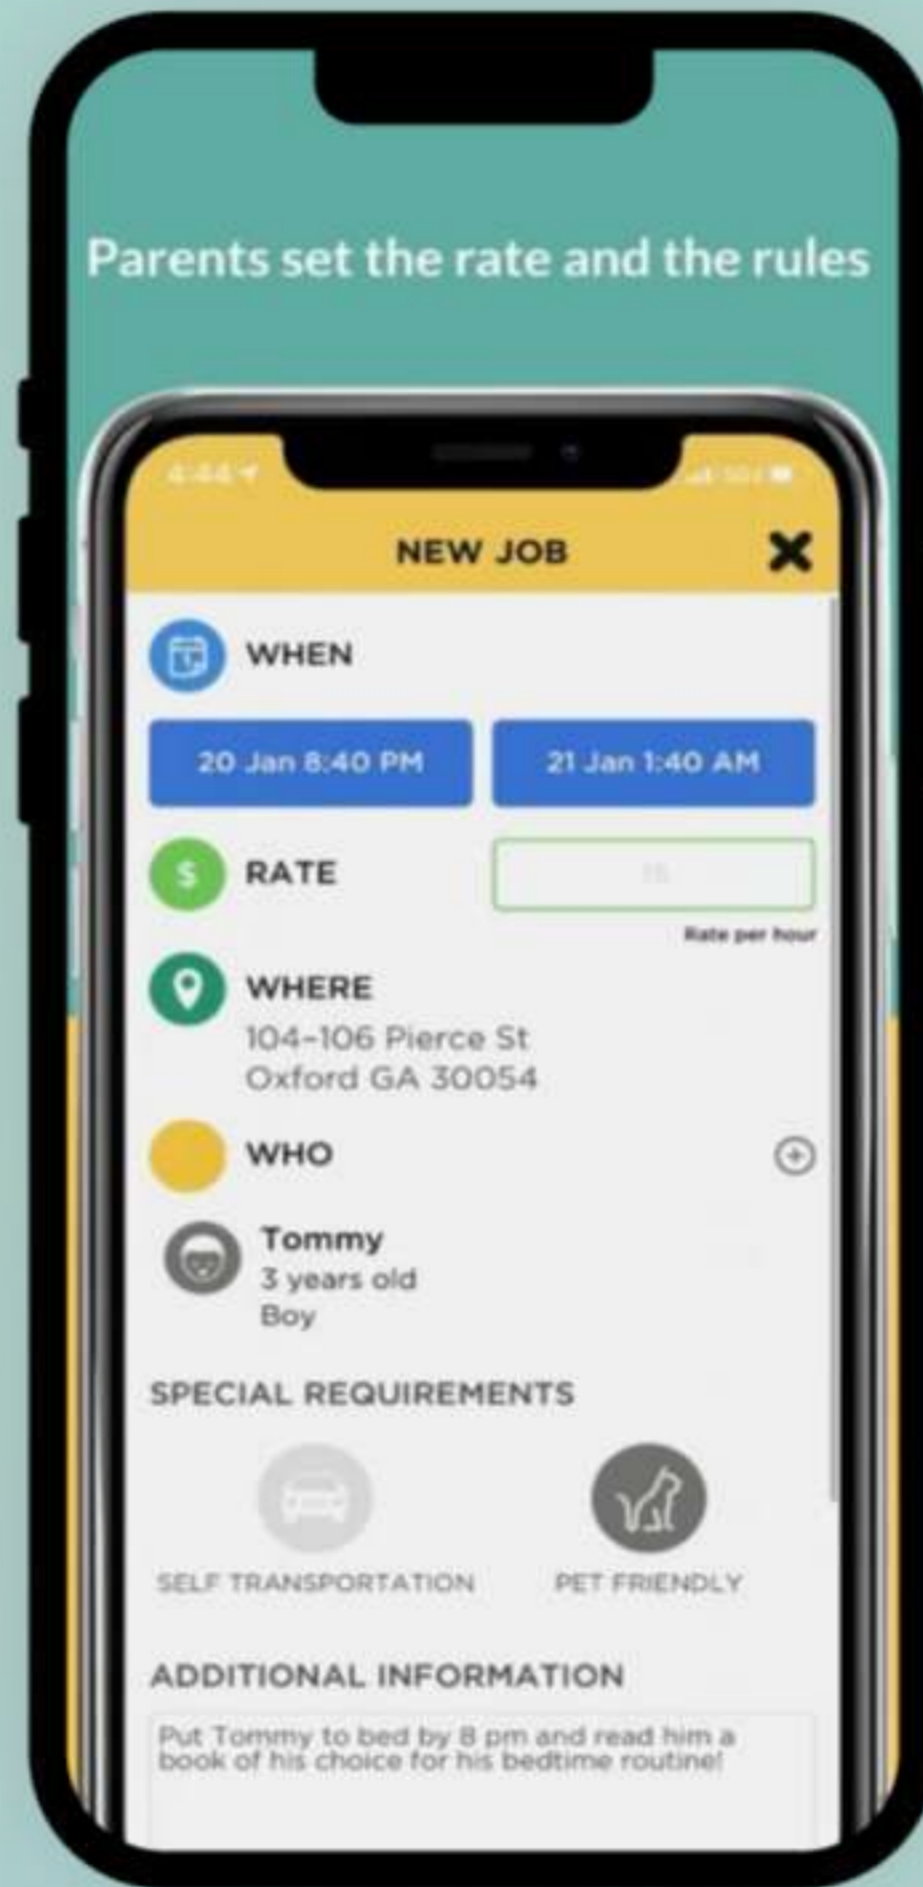 Parents set the rate and the rules
4:44
NEW JOB
WHEN
20 Jan 8:40 PM
21 Jan 1:40 AM
$ RATE
15
Rate per hour
WHERE
104-106 Pierce St
Oxford GA 30054
WHO
Tommy
3 years old
Boy
SPECIAL REQUIREMENTS
SELF TRANSPORTATION
PET FRIENDLY
ADDITIONAL INFORMATION
Put Tommy to bed by 8 pm and read him a
book of his choice for his bedtime routine!